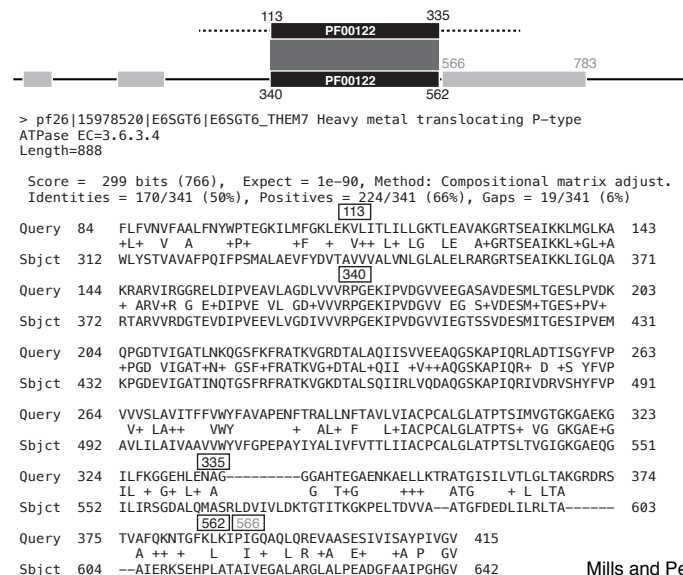 113 335
PF00122
566 783
PF00122
340 562
> pf26|15978520|E6SGT6|E6SGT6_THEM7 Heavy metal translocating P-type
ATPase EC=3.6.3.4
Length=888
Score = 299 bits (766), Expect = 1e-90, Method: Compositional matrix adjust.
Identities = 170/341 (50%), Positives = 224/341 (66%), Gaps = 19/341 (6%)
113
Query 84 FLFVNVFAALFNYWPTEGKILMFGKLEKVLITLILLGKTLEAVAKGRTSEAIKKLMGLKA 143
+L+ V A +P+ +F + V++ L+ LG LE A+GRTSEAIKKL+GL+A
Sbjct 312 WLYSTVAVAFPQIFPSMALAEVFYDVTAVVVALVNLGLALELRARGRTSEAIKKLIGLQA 371
340
Query 144 KRARVIRGGRELDIPVEAVLAGDLVVVRPGEKIPVDGVVEEGASAVDESMLTGESLPVDK 203
+ ARV+R G E+DIPVE VL GD+VVVRPGEKIPVDGVV EG S+VDESM+TGES+PV+
Sbjct 372 RTARVVRDGTEVDIPVEEVLVGDIVVVRPGEKIPVDGVVIEGTSSVDESMITGESIPVEM 431
Query 204 QPGDTVIGATLNKQGSFKFRATKVGRDTALAQIISVVEEAQGSKAPIQRLADTISGYFVP 263
+PGD VIGAT+N+ GSF+FRATKVG+DTAL+QII +V++AQGSKAPIQR+ D +S YFVP
Sbjct 432 KPGDEVIGATINQTGSFRFRATKVGKDTALSQIIRLVQDAQGSKAPIQRIVDRVSHYFVP 491
Query 264 VVVSLAVITFFVWYFAVAPENFTRALLNFTAVLVIACPCALGLATPTSIMVGTGKGAEKG 323
V+ LA++ VWY + AL+ F L+IACPCALGLATPTS+ VG GKGAE+G
Sbjct 492 AVLILAIVAAVVWYVFGPEPAYIYALIVFVTTLIIACPCALGLATPTSLTVGIGKGAEQG 551
335
Query 324 ILFKGGEHLENAG---------GGAHTEGAENKAELLKTRATGISILVTLGLTAKGRDRS 374
IL + G+ L+ A G T+G +++ ATG + L LTA
Sbjct 552 ILIRSGDALQMASRLDVIVLDKTGTITKGKPELTDVVA--ATGFDEDLILRLTA------ 603
562 566
Query 375 TVAFQKNTGFKLKIPIGQAQLQREVAASESIVISAYPIVGV 415
A ++ + L I + L R +A E+ +A P GV
Sbjct 604 --AIERKSEHPLATAIVEGALARGLALPEADGFAAIPGHGV 642